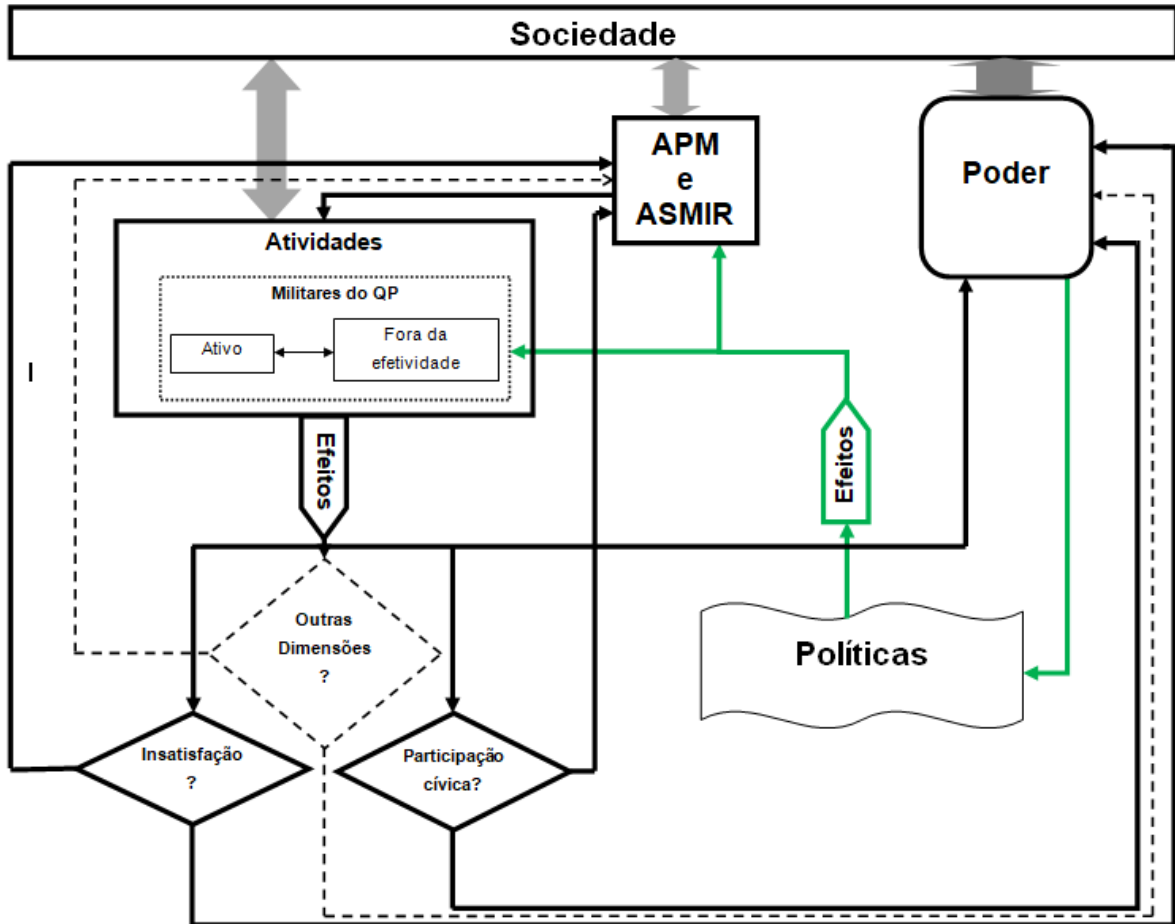 Sociedade
APM
e
ASMIR
Poder
Atividades
Militares do QP
Ativo
Fora da
efetividade
I
Efeitos
Efeitos
Outras
Dimensões
?
Políticas
Insatisfação
?
Participação
cívica?